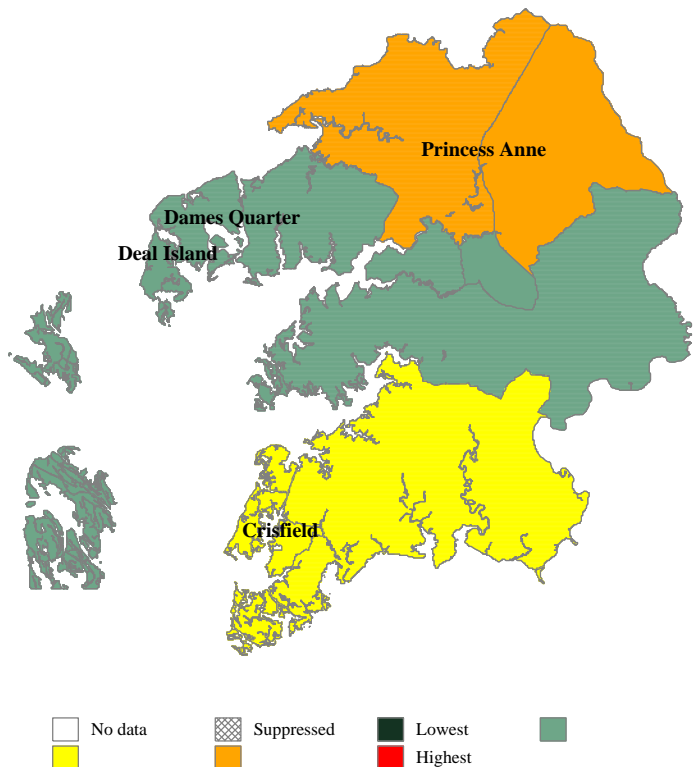 Princess Anne
Dames Quarter
Deal Island
Crisfield
No data Suppressed Lowest
Highest